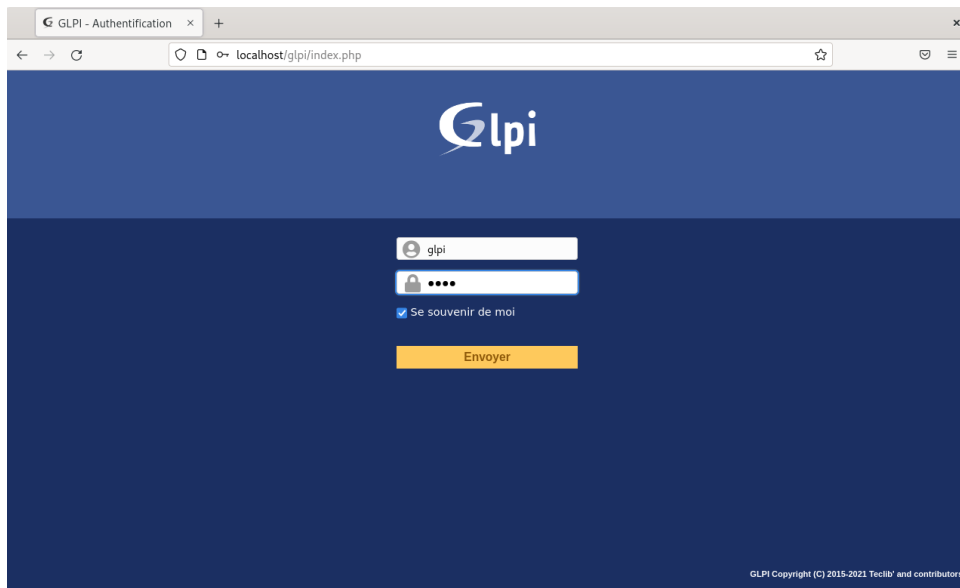 GLPI - Authentification
localhost/glpi/index.php
Glpi
glpi
Se souvenir de moi
Envoyer
GLPI Copyright (C) 2015-2021 Teclib' and contributors